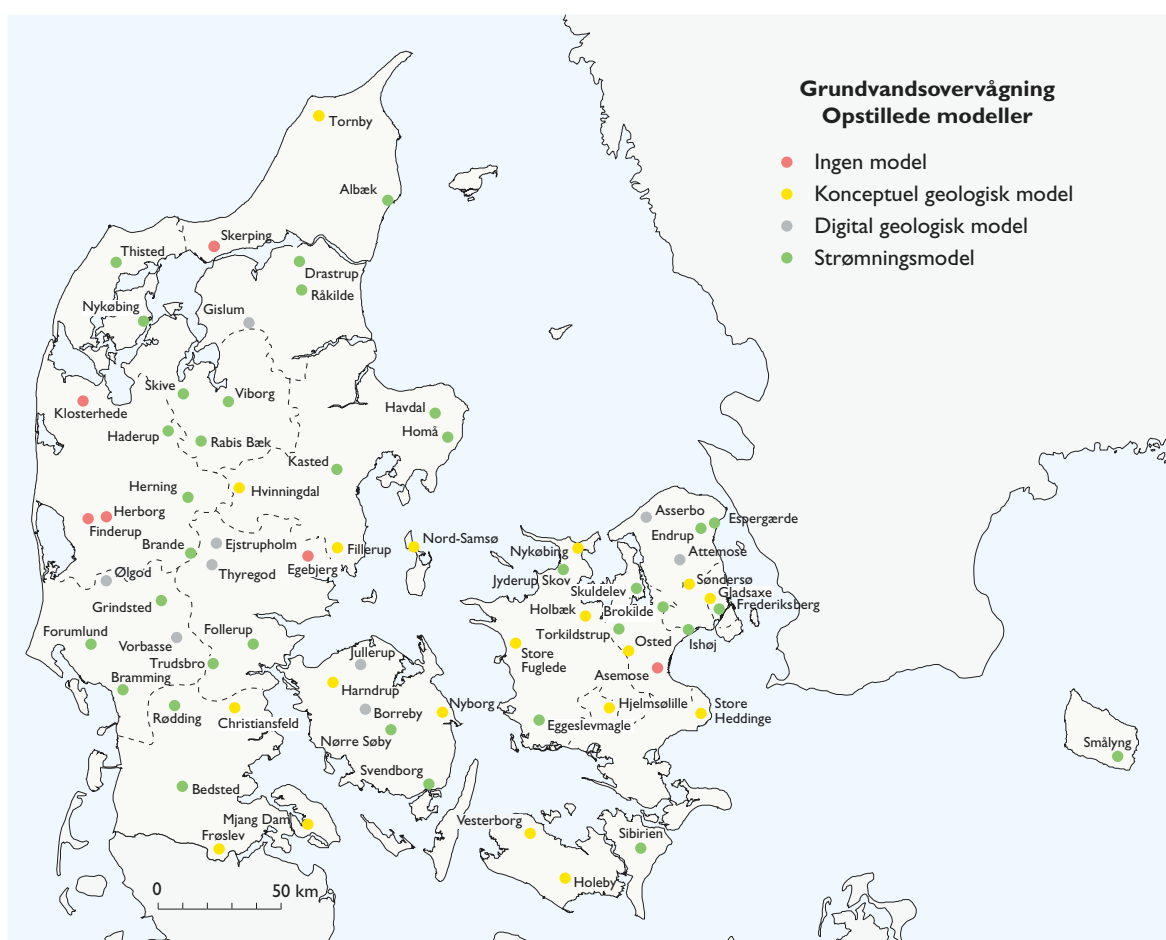 Grundvandsovervågning
Opstillede modeller
Ingen model
Konceptuel geologisk model
Digital geologisk model
Strømningsmodel
Tornby
Albæk
Skerping
Thisted
Drastrup
Råkilde
Nykøbing
Gislum
Skive
Viborg
Klosterhede
Havdal
Haderup
Rabis Bæk
Homå
Kasted
Herning
Hvinningdal
Herborg
Finderup
Brande
Ejstrupholm
Fillerup
Egebjerg
Thyregod
Ølgod
Nord-Samsø
Nykøbing
Asserbo
Espergærde
Endrup
Attemose
Jyderup Skov
Skuldelev
Søndersø
Gladsaxe
Frederiksberg
Grindsted
Holbæk
Brokilde
Forumlund
Follerup
Vorbasse
Torkildstrup
Osted
Ishøj
Trudsbro
Jullerup
Store
Fuglede
Bramming
Asemose
Harndrup
Rødding
Christiansfeld
Borreby
Nyborg
Hjelmsølille
Store
Heddinge
Eggeslevmagle
Nørre Søby
Smålyng
Svendborg
Bedsted
Mjang Dam
Frøslev
Vesterborg
Sibirien
Holeby
0
50 km